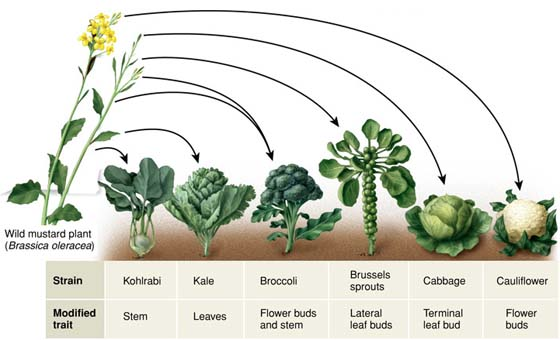 Wild mustard plant
(Brassica oleracea)
Strain Kohlrabi Kale Broccoli Brussels sprouts Cabbage Cauliflower
Modified trait Stem Leaves Flower buds and stem Lateral leaf buds Terminal leaf bud Flower buds